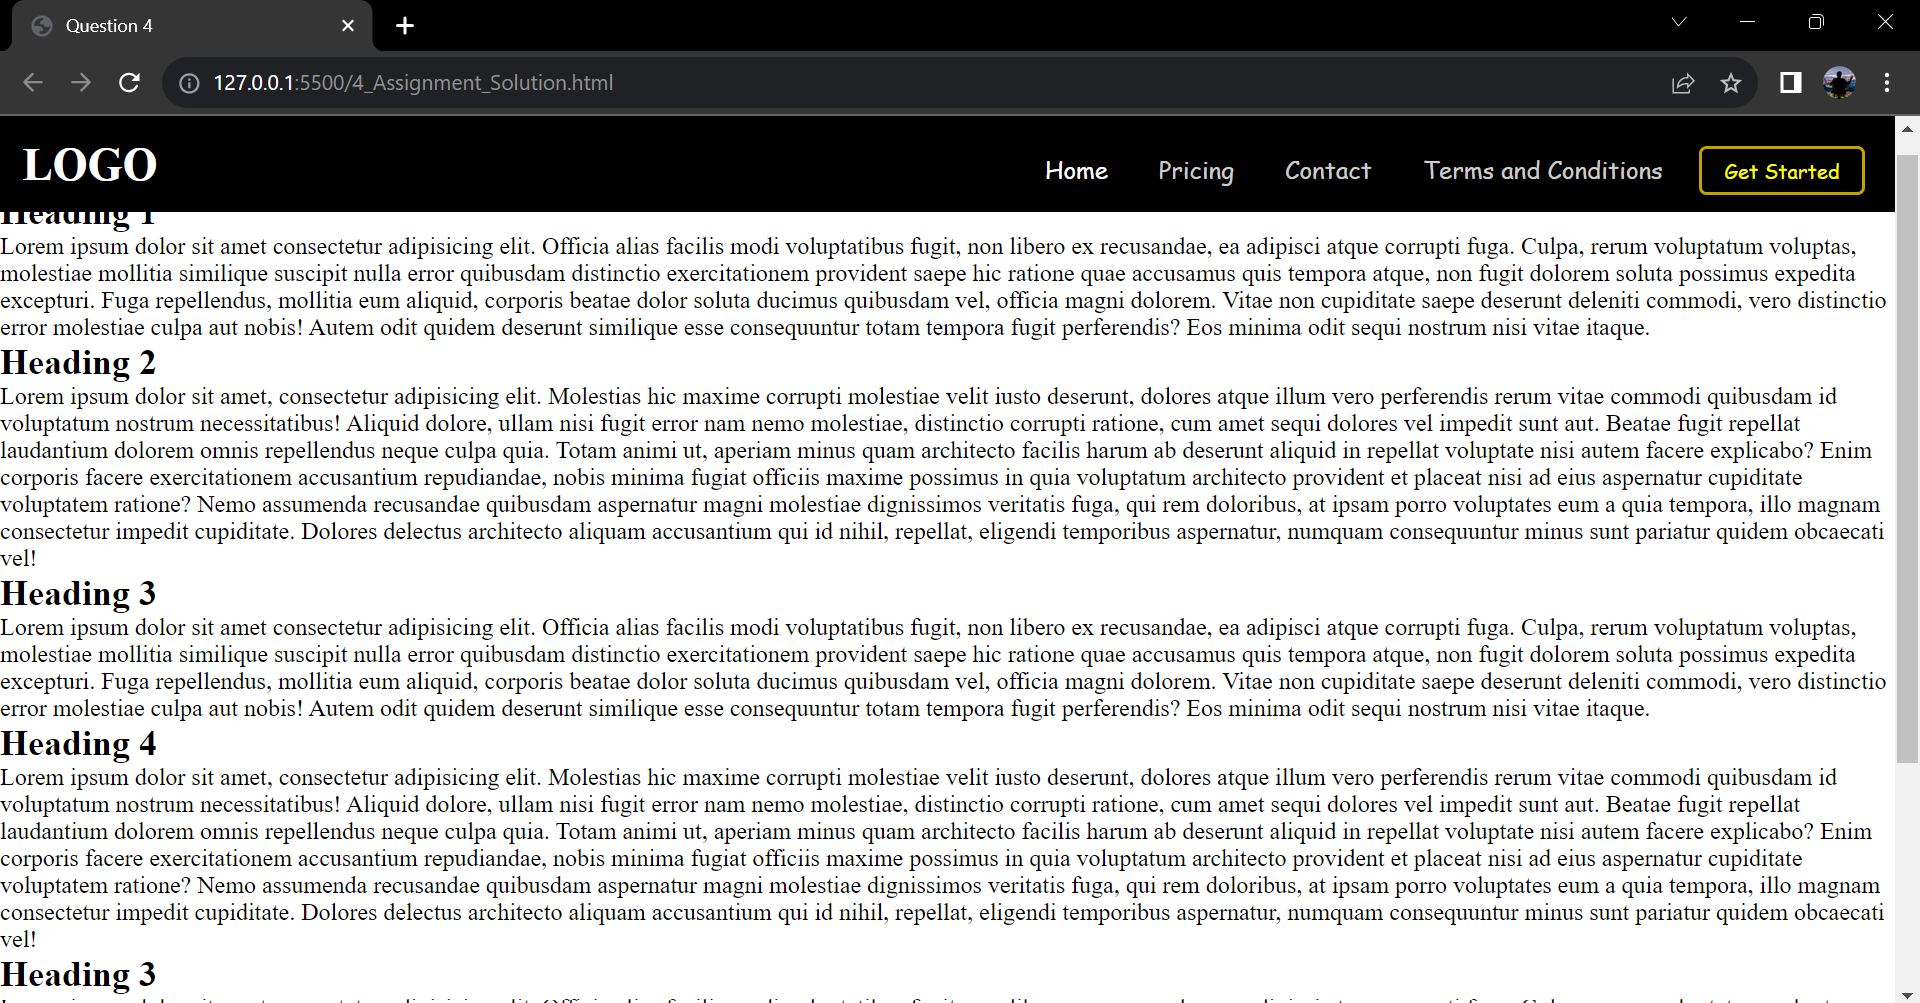 Question 4
127.0.0.1:5500/4_Assignment_Solution.html
LOGO
Home Pricing Contact Terms and Conditions Get Started
Heading 1
Lorem ipsum dolor sit amet consectetur adipisicing elit. Officia alias facilis modi voluptatibus fugit, non libero ex recusandae, ea adipisci atque corrupti fuga. Culpa, rerum voluptatum voluptas,
molestiae mollitia similique suscipit nulla error quibusdam distinctio exercitationem provident saepe hic ratione quae accusamus quis tempora atque, non fugit dolorem soluta possimus expedita
excepturi. Fuga repellendus, mollitia eum aliquid, corporis beatae dolor soluta ducimus quibusdam vel, officia magni dolorem. Vitae non cupiditate saepe deserunt deleniti commodi, vero distinctio
error molestiae culpa aut nobis! Autem odit quidem deserunt similique esse consequuntur totam tempora fugit perferendis? Eos minima odit sequi nostrum nisi vitae itaque.
Heading 2
Lorem ipsum dolor sit amet, consectetur adipisicing elit. Molestias hic maxime corrupti molestiae velit iusto deserunt, dolores atque illum vero perferendis rerum vitae commodi quibusdam id
voluptatum nostrum necessitatibus! Aliquid dolore, ullam nisi fugit error nam nemo molestiae, distinctio corrupti ratione, cum amet sequi dolores vel impedit sunt aut. Beatae fugit repellat
laudantium dolorem omnis repellendus neque culpa quia. Totam animi ut, aperiam minus quam architecto facilis harum ab deserunt aliquid in repellat voluptate nisi autem facere explicabo? Enim
corporis facere exercitationem accusantium repudiandae, nobis minima fugiat officiis maxime possimus in quia voluptatum architecto provident et placeat nisi ad eius aspernatur cupiditate
voluptatem ratione? Nemo assumenda recusandae quibusdam aspernatur magni molestiae dignissimos veritatis fuga, qui rem doloribus, at ipsam porro voluptates eum a quia tempora, illo magnam
consectetur impedit cupiditate. Dolores delectus architecto aliquam accusantium qui id nihil, repellat, eligendi temporibus aspernatur, numquam consequuntur minus sunt pariatur quidem obcaecati
vel!
Heading 3
Lorem ipsum dolor sit amet consectetur adipisicing elit. Officia alias facilis modi voluptatibus fugit, non libero ex recusandae, ea adipisci atque corrupti fuga. Culpa, rerum voluptatum voluptas,
molestiae mollitia similique suscipit nulla error quibusdam distinctio exercitationem provident saepe hic ratione quae accusamus quis tempora atque, non fugit dolorem soluta possimus expedita
excepturi. Fuga repellendus, mollitia eum aliquid, corporis beatae dolor soluta ducimus quibusdam vel, officia magni dolorem. Vitae non cupiditate saepe deserunt deleniti commodi, vero distinctio
error molestiae culpa aut nobis! Autem odit quidem deserunt similique esse consequuntur totam tempora fugit perferendis? Eos minima odit sequi nostrum nisi vitae itaque.
Heading 4
Lorem ipsum dolor sit amet, consectetur adipisicing elit. Molestias hic maxime corrupti molestiae velit iusto deserunt, dolores atque illum vero perferendis rerum vitae commodi quibusdam id
voluptatum nostrum necessitatibus! Aliquid dolore, ullam nisi fugit error nam nemo molestiae, distinctio corrupti ratione, cum amet sequi dolores vel impedit sunt aut. Beatae fugit repellat
laudantium dolorem omnis repellendus neque culpa quia. Totam animi ut, aperiam minus quam architecto facilis harum ab deserunt aliquid in repellat voluptate nisi autem facere explicabo? Enim
corporis facere exercitationem accusantium repudiandae, nobis minima fugiat officiis maxime possimus in quia voluptatum architecto provident et placeat nisi ad eius aspernatur cupiditate
voluptatem ratione? Nemo assumenda recusandae quibusdam aspernatur magni molestiae dignissimos veritatis fuga, qui rem doloribus, at ipsam porro voluptates eum a quia tempora, illo magnam
consectetur impedit cupiditate. Dolores delectus architecto aliquam accusantium qui id nihil, repellat, eligendi temporibus aspernatur, numquam consequuntur minus sunt pariatur quidem obcaecati
vel!
Heading 3